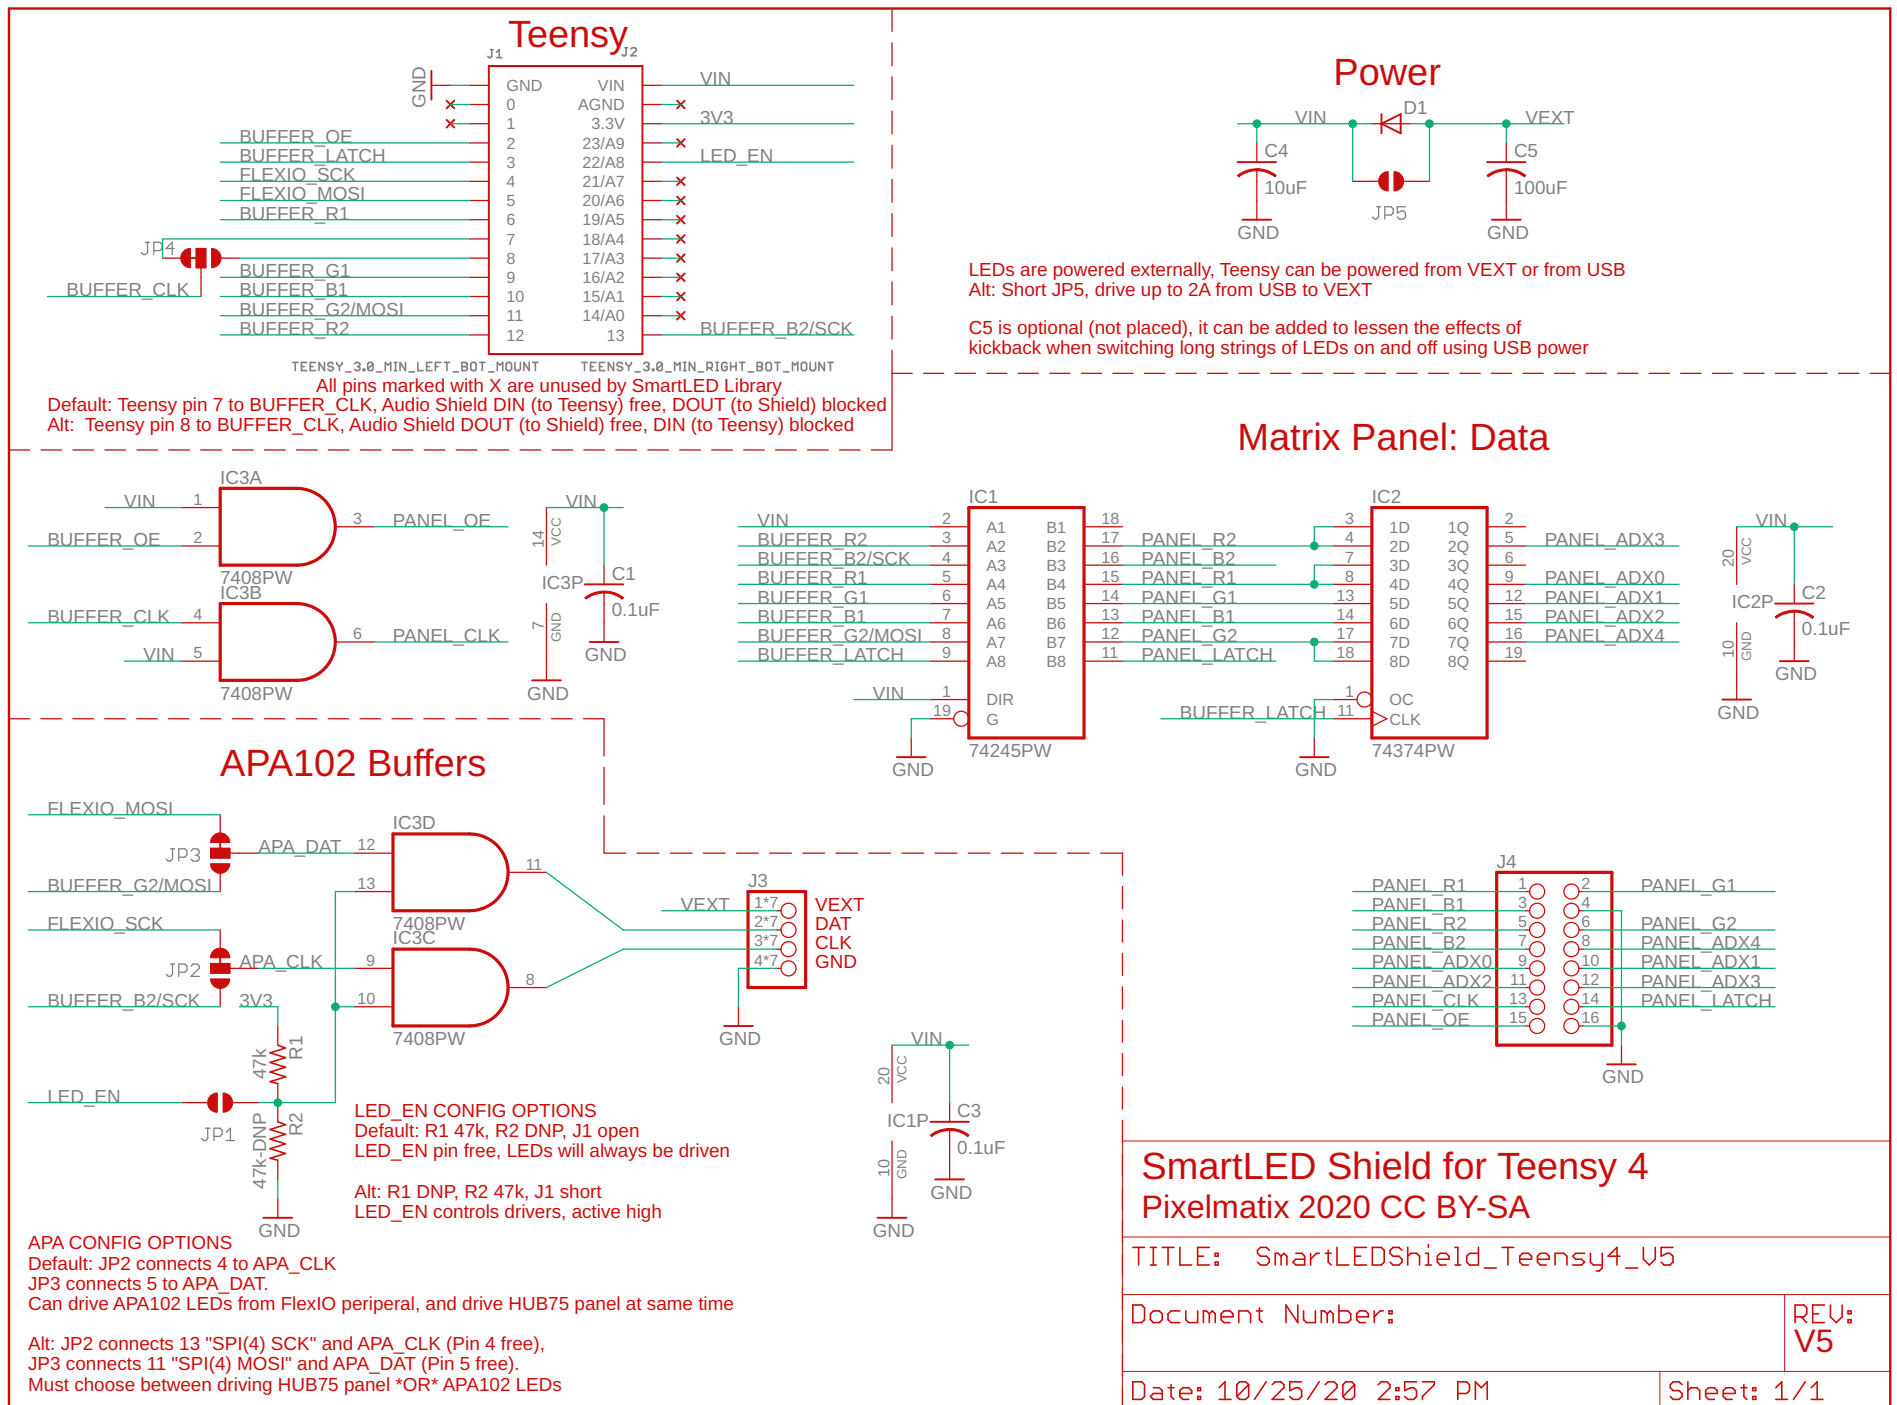 Teensy
J1
J2
GND
GND
VIN
VIN
0
AGND
1
3.3V
3V3
BUFFER_OE
2
23/A9
BUFFER_LATCH
3
22/A8
LED_EN
FLEXIO_SCK
4
21/A7
FLEXIO_MOSI
5
20/A6
BUFFER_R1
6
19/A5
JP4
7
18/A4
8
17/A3
BUFFER_G1
9
16/A2
BUFFER_CLK
BUFFER_B1
10
15/A1
BUFFER_G2/MOSI
11
14/A0
BUFFER_R2
12
13
BUFFER_B2/SCK
TEENSY_3.0_MIN_LEFT_BOT_MOUNT
TEENSY_3.0_MIN_RIGHT_BOT_MOUNT
All pins marked with X are unused by SmartLED Library
Default: Teensy pin 7 to BUFFER_CLK, Audio Shield DIN (to Teensy) free, DOUT (to Shield) blocked
Alt:  Teensy pin 8 to BUFFER_CLK, Audio Shield DOUT (to Shield) free, DIN (to Teensy) blocked
Power
VIN
D1
VEXT
C4
10uF
GND
JP5
C5
100uF
GND
LEDs are powered externally, Teensy can be powered from VEXT or from USB
Alt: Short JP5, drive up to 2A from USB to VEXT
C5 is optional (not placed), it can be added to lessen the effects of
kickback when switching long strings of LEDs on and off using USB power
IC3A
VIN
1
BUFFER_OE
2
3
PANEL_OE
7408PW
IC3B
BUFFER_CLK
4
VIN
5
6
PANEL_CLK
7408PW
VIN
14
VCC
IC3P
C1
0.1uF
7
GND
GND
GND
Matrix Panel: Data
IC1
VIN
2
A1
B1
18
BUFFER_R2
3
A2
B2
17
PANEL_R2
BUFFER_B2/SCK
4
A3
B3
16
PANEL_B2
BUFFER_R1
5
A4
B4
15
PANEL_R1
BUFFER_G1
6
A5
B5
14
PANEL_G1
BUFFER_B1
7
A6
B6
13
PANEL_B1
BUFFER_G2/MOSI
8
A7
B7
12
PANEL_G2
BUFFER_LATCH
9
A8
B8
11
PANEL_LATCH
VIN
1
DIR
19
G
74245PW
GND
IC2
3
1D
1Q
2
4
2D
2Q
5
PANEL_ADX3
7
3D
3Q
6
8
4D
4Q
9
PANEL_ADX0
13
5D
5Q
12
PANEL_ADX1
14
6D
6Q
15
PANEL_ADX2
17
7D
7Q
16
PANEL_ADX4
18
8D
8Q
19
1
OC
BUFFER_LATCH
11
CLK
74374PW
GND
VIN
20
VCC
IC2P
C2
0.1uF
10
GND
GND
GND
APA102 Buffers
FLEXIO_MOSI
JP3
APA_DAT
12
BUFFER_G2/MOSI
13
IC3D
11
7408PW
FLEXIO_SCK
JP2
APA_CLK
9
BUFFER_B2/SCK
10
IC3C
8
7408PW
3V3
47k
R1
LED_EN
JP1
47k-DNP
R2
GND
J3
VEXT
1*7
VEXT
2*7
DAT
3*7
CLK
4*7
GND
GND
LED_EN CONFIG OPTIONS
Default: R1 47k, R2 DNP, J1 open
LED_EN pin free, LEDs will always be driven
Alt: R1 DNP, R2 47k, J1 short
LED_EN controls drivers, active high
VIN
20
VCC
IC1P
C3
0.1uF
10
GND
GND
GND
APA CONFIG OPTIONS
Default: JP2 connects 4 to APA_CLK
JP3 connects 5 to APA_DAT.
Can drive APA102 LEDs from FlexIO periperal, and drive HUB75 panel at same time
Alt: JP2 connects 13 "SPI(4) SCK" and APA_CLK (Pin 4 free),
JP3 connects 11 "SPI(4) MOSI" and APA_DAT (Pin 5 free).
Must choose between driving HUB75 panel *OR* APA102 LEDs
J4
PANEL_R1
1
2
PANEL_G1
PANEL_B1
3
4
PANEL_R2
5
6
PANEL_G2
PANEL_B2
7
8
PANEL_ADX4
PANEL_ADX0
9
10
PANEL_ADX1
PANEL_ADX2
11
12
PANEL_ADX3
PANEL_CLK
13
14
PANEL_LATCH
PANEL_OE
15
16
GND
SmartLED Shield for Teensy 4
Pixelmatix 2020 CC BY-SA
TITLE: SmartLEDShield_Teensy4_V5
Document Number:
REV:
V5
Date: 10/25/20 2:57 PM
Sheet: 1/1